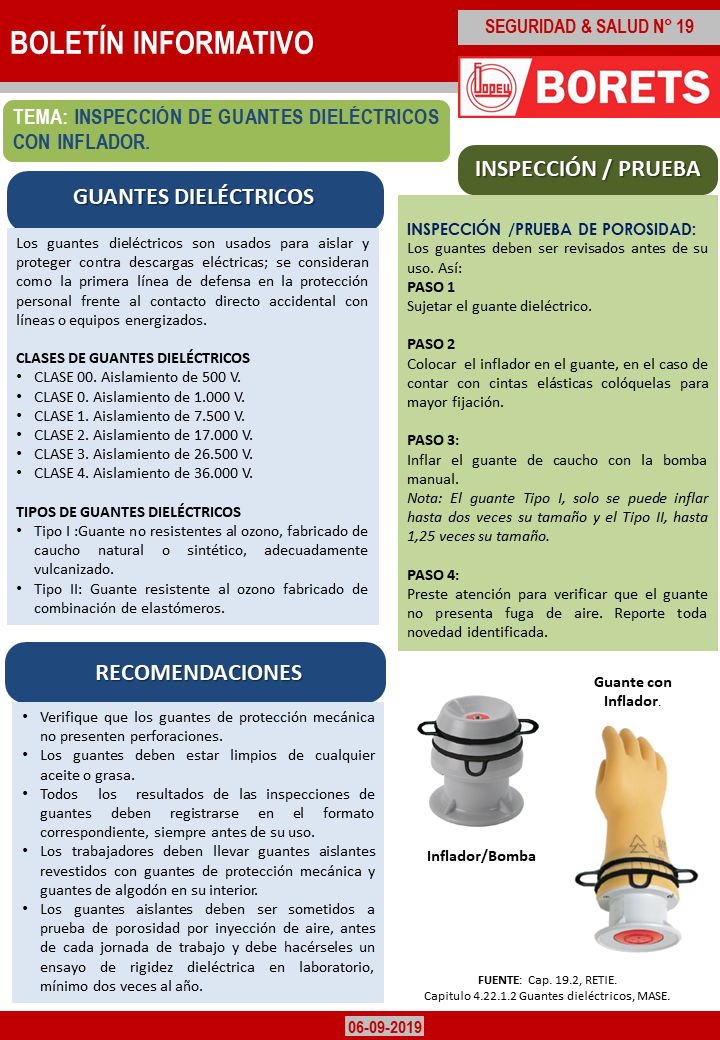 BOLETÍN INFORMATIVO
SEGURIDAD & SALUD N° 19
BORETS
TEMA: INSPECCIÓN DE GUANTES DIELÉCTRICOS
CON INFLADOR.
GUANTES DIELÉCTRICOS
Los guantes dieléctricos son usados para aislar y
proteger contra descargas eléctricas; se consideran
como la primera línea de defensa en la protección
personal frente al contacto directo accidental con
líneas o equipos energizados.
CLASES DE GUANTES DIELÉCTRICOS
• CLASE 00. Aislamiento de 500 V.
• CLASE 0. Aislamiento de 1.000 V.
• CLASE 1. Aislamiento de 7.500 V.
• CLASE 2. Aislamiento de 17.000 V.
• CLASE 3. Aislamiento de 26.500 V.
• CLASE 4. Aislamiento de 36.000 V.
TIPOS DE GUANTES DIELÉCTRICOS
• Tipo I :Guante no resistentes al ozono, fabricado de
caucho natural o sintético, adecuadamente
vulcanizado.
• Tipo II: Guante resistente al ozono fabricado de
combinación de elastómeros.
RECOMENDACIONES
• Verifique que los guantes de protección mecánica
no presenten perforaciones.
• Los guantes deben estar limpios de cualquier
aceite o grasa.
• Todos los resultados de las inspecciones de
guantes deben registrarse en el formato
correspondiente, siempre antes de su uso.
• Los trabajadores deben llevar guantes aislantes
revestidos con guantes de protección mecánica y
guantes de algodón en su interior.
• Los guantes aislantes deben ser sometidos a
prueba de porosidad por inyección de aire, antes
de cada jornada de trabajo y debe hacérseles un
ensayo de rigidez dieléctrica en laboratorio,
mínimo dos veces al año.
INSPECCIÓN / PRUEBA
INSPECCIÓN /PRUEBA DE POROSIDAD:
Los guantes deben ser revisados antes de su
uso. Así:
PASO 1
Sujetar el guante dieléctrico.
PASO 2
Colocar el inflador en el guante, en el caso de
contar con cintas elásticas colóquelas para
mayor fijación.
PASO 3:
Inflar el guante de caucho con la bomba
manual.
Nota: El guante Tipo I, solo se puede inflar
hasta dos veces su tamaño y el Tipo II, hasta
1,25 veces su tamaño.
PASO 4:
Preste atención para verificar que el guante
no presenta fuga de aire. Reporte toda
novedad identificada.
Guante con
Inflador.
Inflador/Bomba
FUENTE: Cap. 19.2, RETIE.
Capitulo 4.22.1.2 Guantes dieléctricos, MASE.
06-09-2019